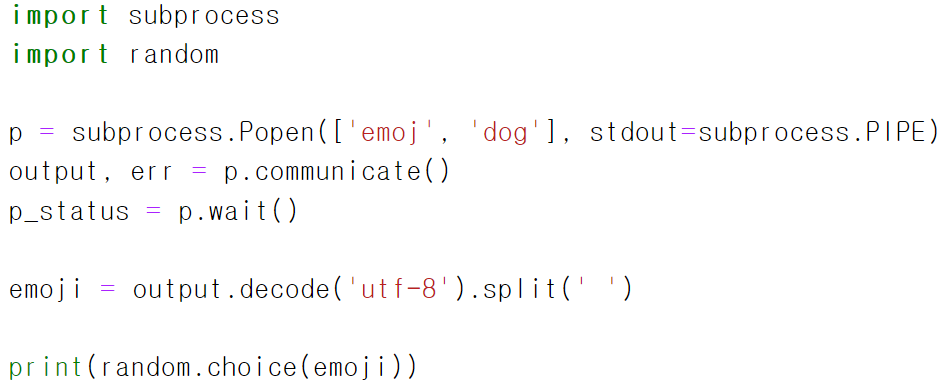 import subprocess
import random
p = subprocess.Popen(['emoj', 'dog'], stdout=subprocess.PIPE)
output, err = p.communicate()
p_status = p.wait()
emoji = output.decode('utf-8').split(' ')
print(random.choice(emoji))